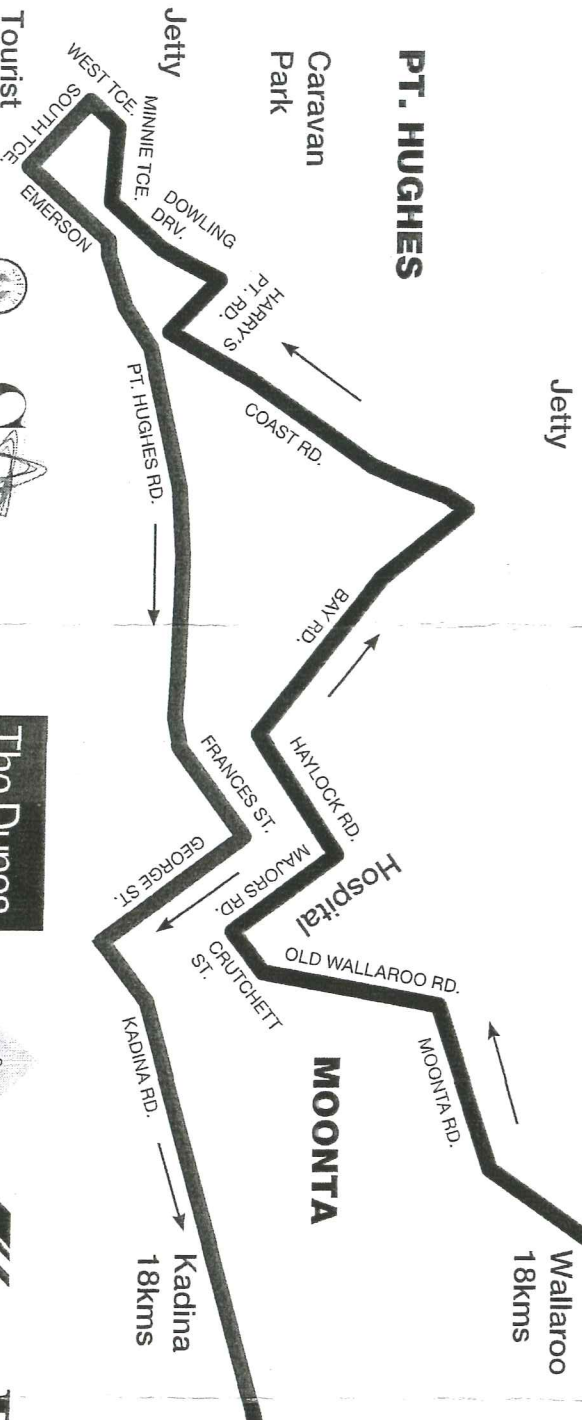 Jetty
Wallaroo
18kms
MOONTA RD.
PT. HUGHES
OLD WALLAROO RD.
Hospital
MOONTA
Caravan
Park
HAYLOCK RD.
BAY RD.
COAST RD.
MAJORS RD.
CRUTCHETT
ST.
HARRY'S
PT. RD.
FRANCES ST.
DOWLING
DRV.
Jetty
MINNIE TCE.
WEST TCE.
GEORGE ST.
Kadina
18kms
KADINA RD.
PT. HUGHES RD.
EMERSON
SOUTH TCE.
Tourist
The Dunes